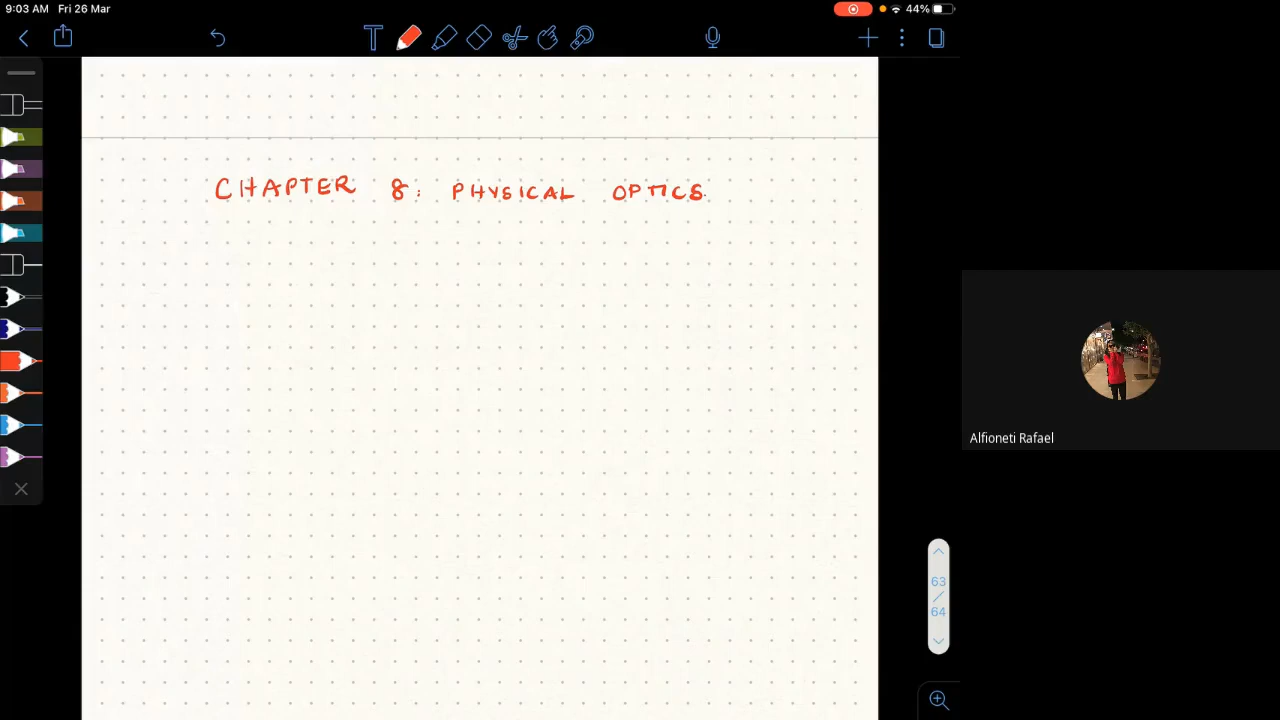 9:03 AM Fri 26 Mar
44%
T
CHAPTER 8: PHYSICAL OPTICS.
Alfioneti Rafael
63
/
64